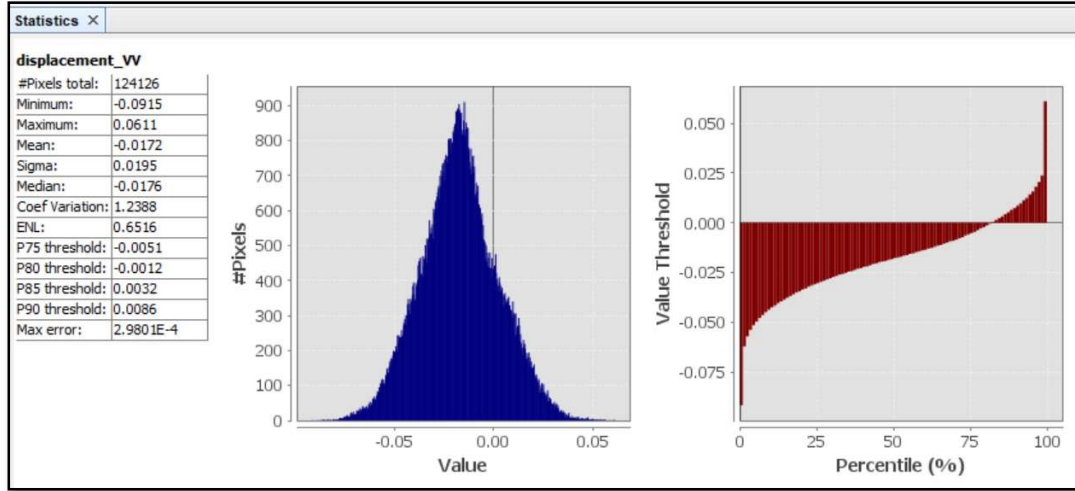 Statistics ×
displacement_VV
#Pixels total: 124126
Minimum: -0.0915
Maximum: 0.0611
Mean: -0.0172
Sigma: 0.0195
Median: -0.0176
Coef Variation: 1.2388
ENL: 0.6516
P75 threshold: -0.0051
P80 threshold: -0.0012
P85 threshold: 0.0032
P90 threshold: 0.0086
Max error: 2.9801E-4
#Pixels
900
800
700
600
500
400
300
200
100
0
-0.05 0.00 0.05
Value
Value Threshold
0.050
0.025
0.000
-0.025
-0.050
-0.075
0 25 50 75 100
Percentile (%)